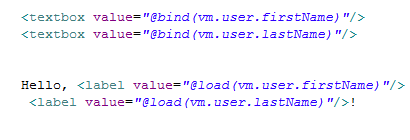 <textbox value="@bind(vm.user.firstName)"/>
<textbox value="@bind(vm.user.lastName)"/>
Hello, <label value="@load(vm.user.firstName)"/>
<label value="@load(vm.user.lastName)"/>!